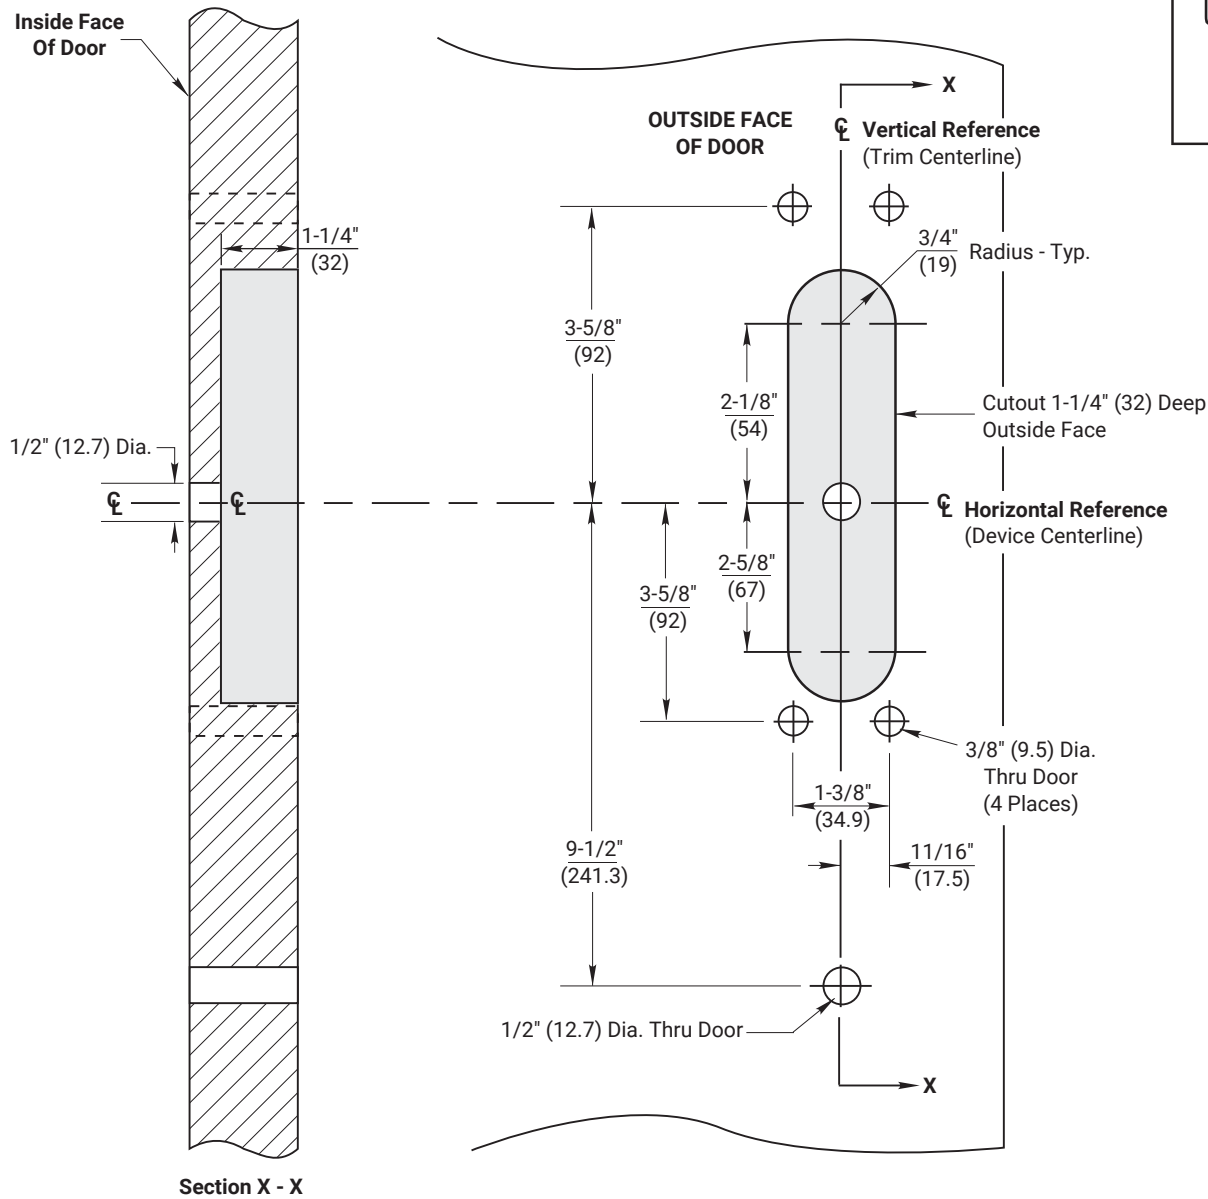 Inside Face
Of Door
OUTSIDE FACE
OF DOOR
X
℄ Vertical Reference
(Trim Centerline)
1-1/4"
(32)
3/4"
(19)
Radius - Typ.
3-5/8"
(92)
2-1/8"
(54)
Cutout 1-1/4" (32) Deep
Outside Face
1/2" (12.7) Dia.
℄
℄
℄ Horizontal Reference
(Device Centerline)
2-5/8"
(67)
3-5/8"
(92)
3/8" (9.5) Dia.
Thru Door
(4 Places)
1-3/8"
(34.9)
9-1/2"
(241.3)
11/16"
(17.5)
1/2" (12.7) Dia. Thru Door
X
Section X - X